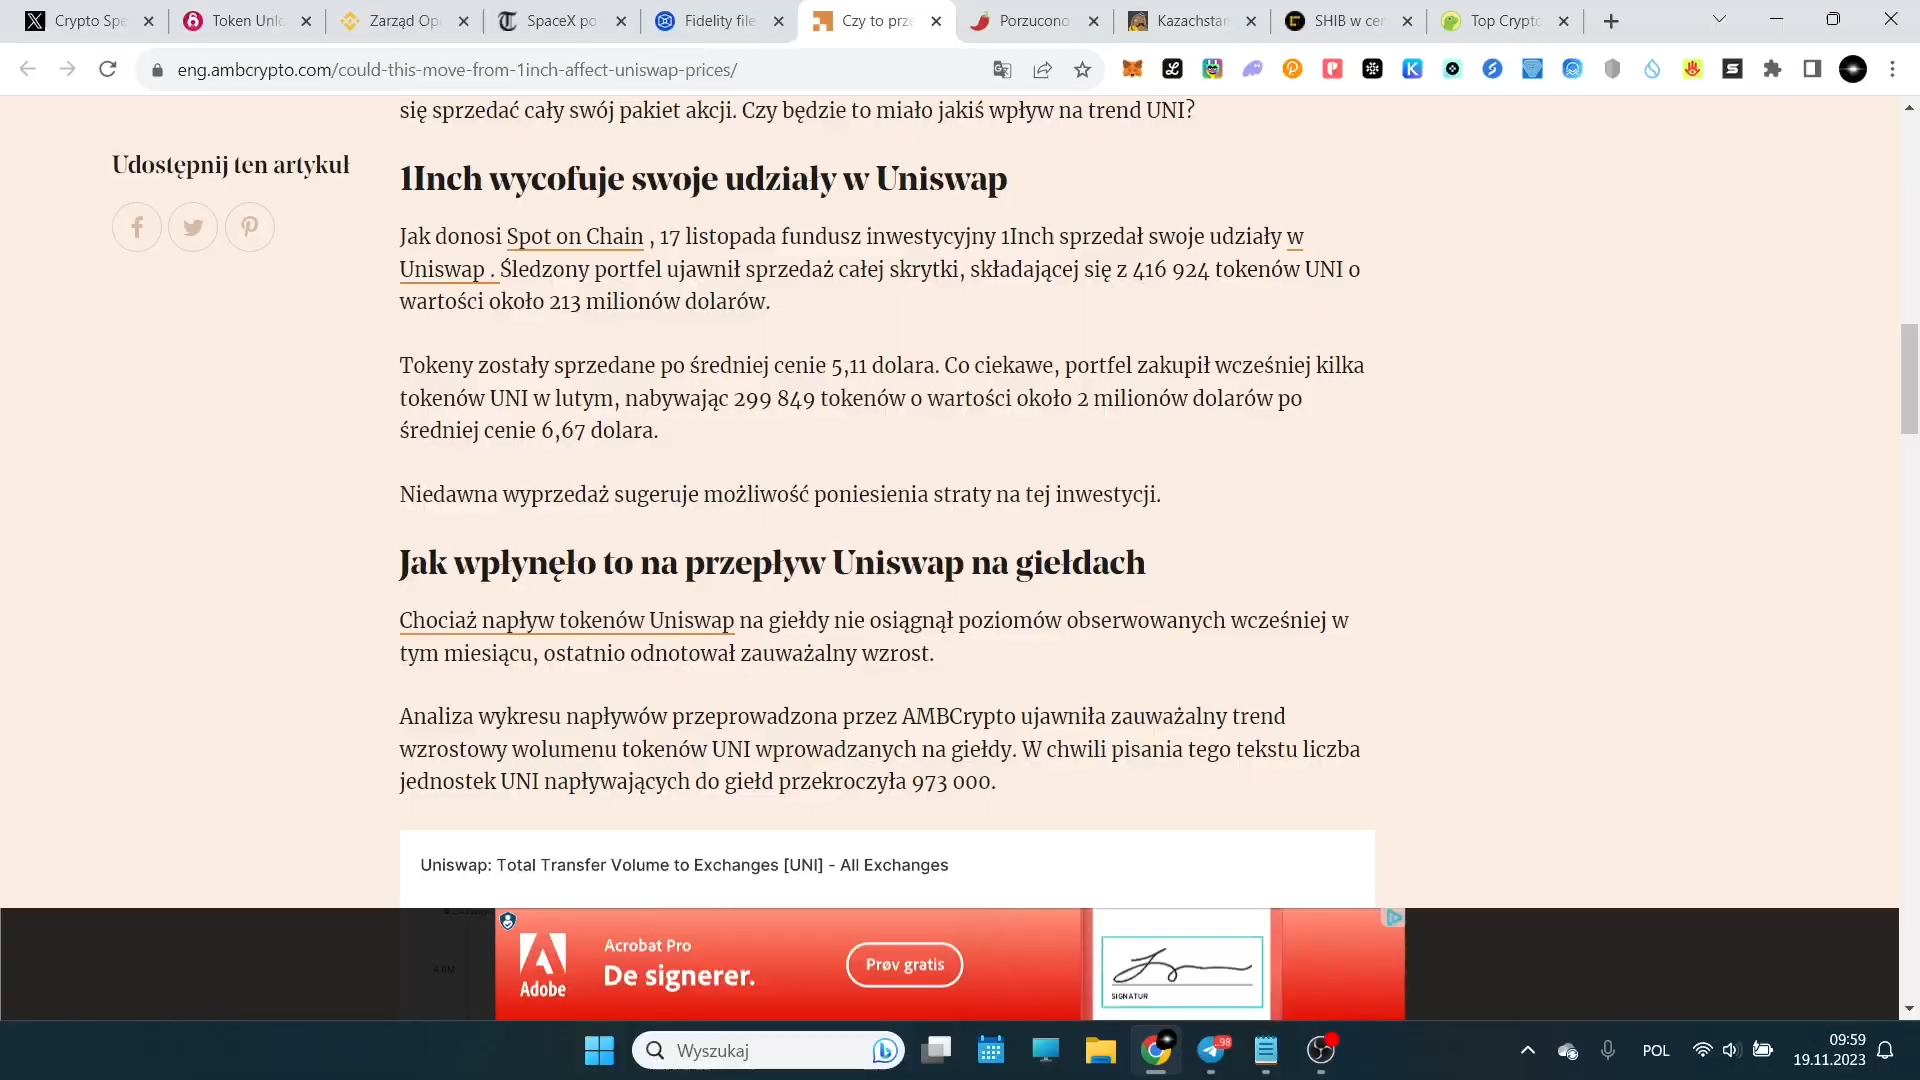 Crypto Spe
Token Unlo
Zarząd Ope
SpaceX po
Fidelity file
Czy to prze
Porzucono
Kazachstan
SHIB w cen
Top Crypto
eng.ambcrypto.com/could-this-move-from-1inch-affect-uniswap-prices/
się sprzedać cały swój pakiet akcji. Czy będzie to miało jakiś wpływ na trend UNI?
Udostępnij ten artykuł
1Inch wycofuje swoje udziały w Uniswap
Jak donosi Spot on Chain , 17 listopada fundusz inwestycyjny 1Inch sprzedał swoje udziały w
Uniswap . Śledzony portfel ujawnił sprzedaż całej skrytki, składającej się z 416 924 tokenów UNI o
wartości około 213 milionów dolarów.
Tokeny zostały sprzedane po średniej cenie 5,11 dolara. Co ciekawe, portfel zakupił wcześniej kilka
tokenów UNI w lutym, nabywając 299 849 tokenów o wartości około 2 milionów dolarów po
średniej cenie 6,67 dolara.
Niedawna wyprzedaż sugeruje możliwość poniesienia straty na tej inwestycji.
Jak wpłynęło to na przepływ Uniswap na giełdach
Chociaż napływ tokenów Uniswap na giełdy nie osiągnął poziomów obserwowanych wcześniej w
tym miesiącu, ostatnio odnotował zauważalny wzrost.
Analiza wykresu napływów przeprowadzona przez AMBCrypto ujawniła zauważalny trend
wzrostowy wolumenu tokenów UNI wprowadzanych na giełdy. W chwili pisania tego tekstu liczba
jednostek UNI napływających do giełd przekroczyła 973 000.
Uniswap: Total Transfer Volume to Exchanges [UNI] - All Exchanges
Adobe
Acrobat Pro
De signerer.
Prøv gratis
SIGNATUR
Wyszukaj
98
POL
09:59
19.11.2023